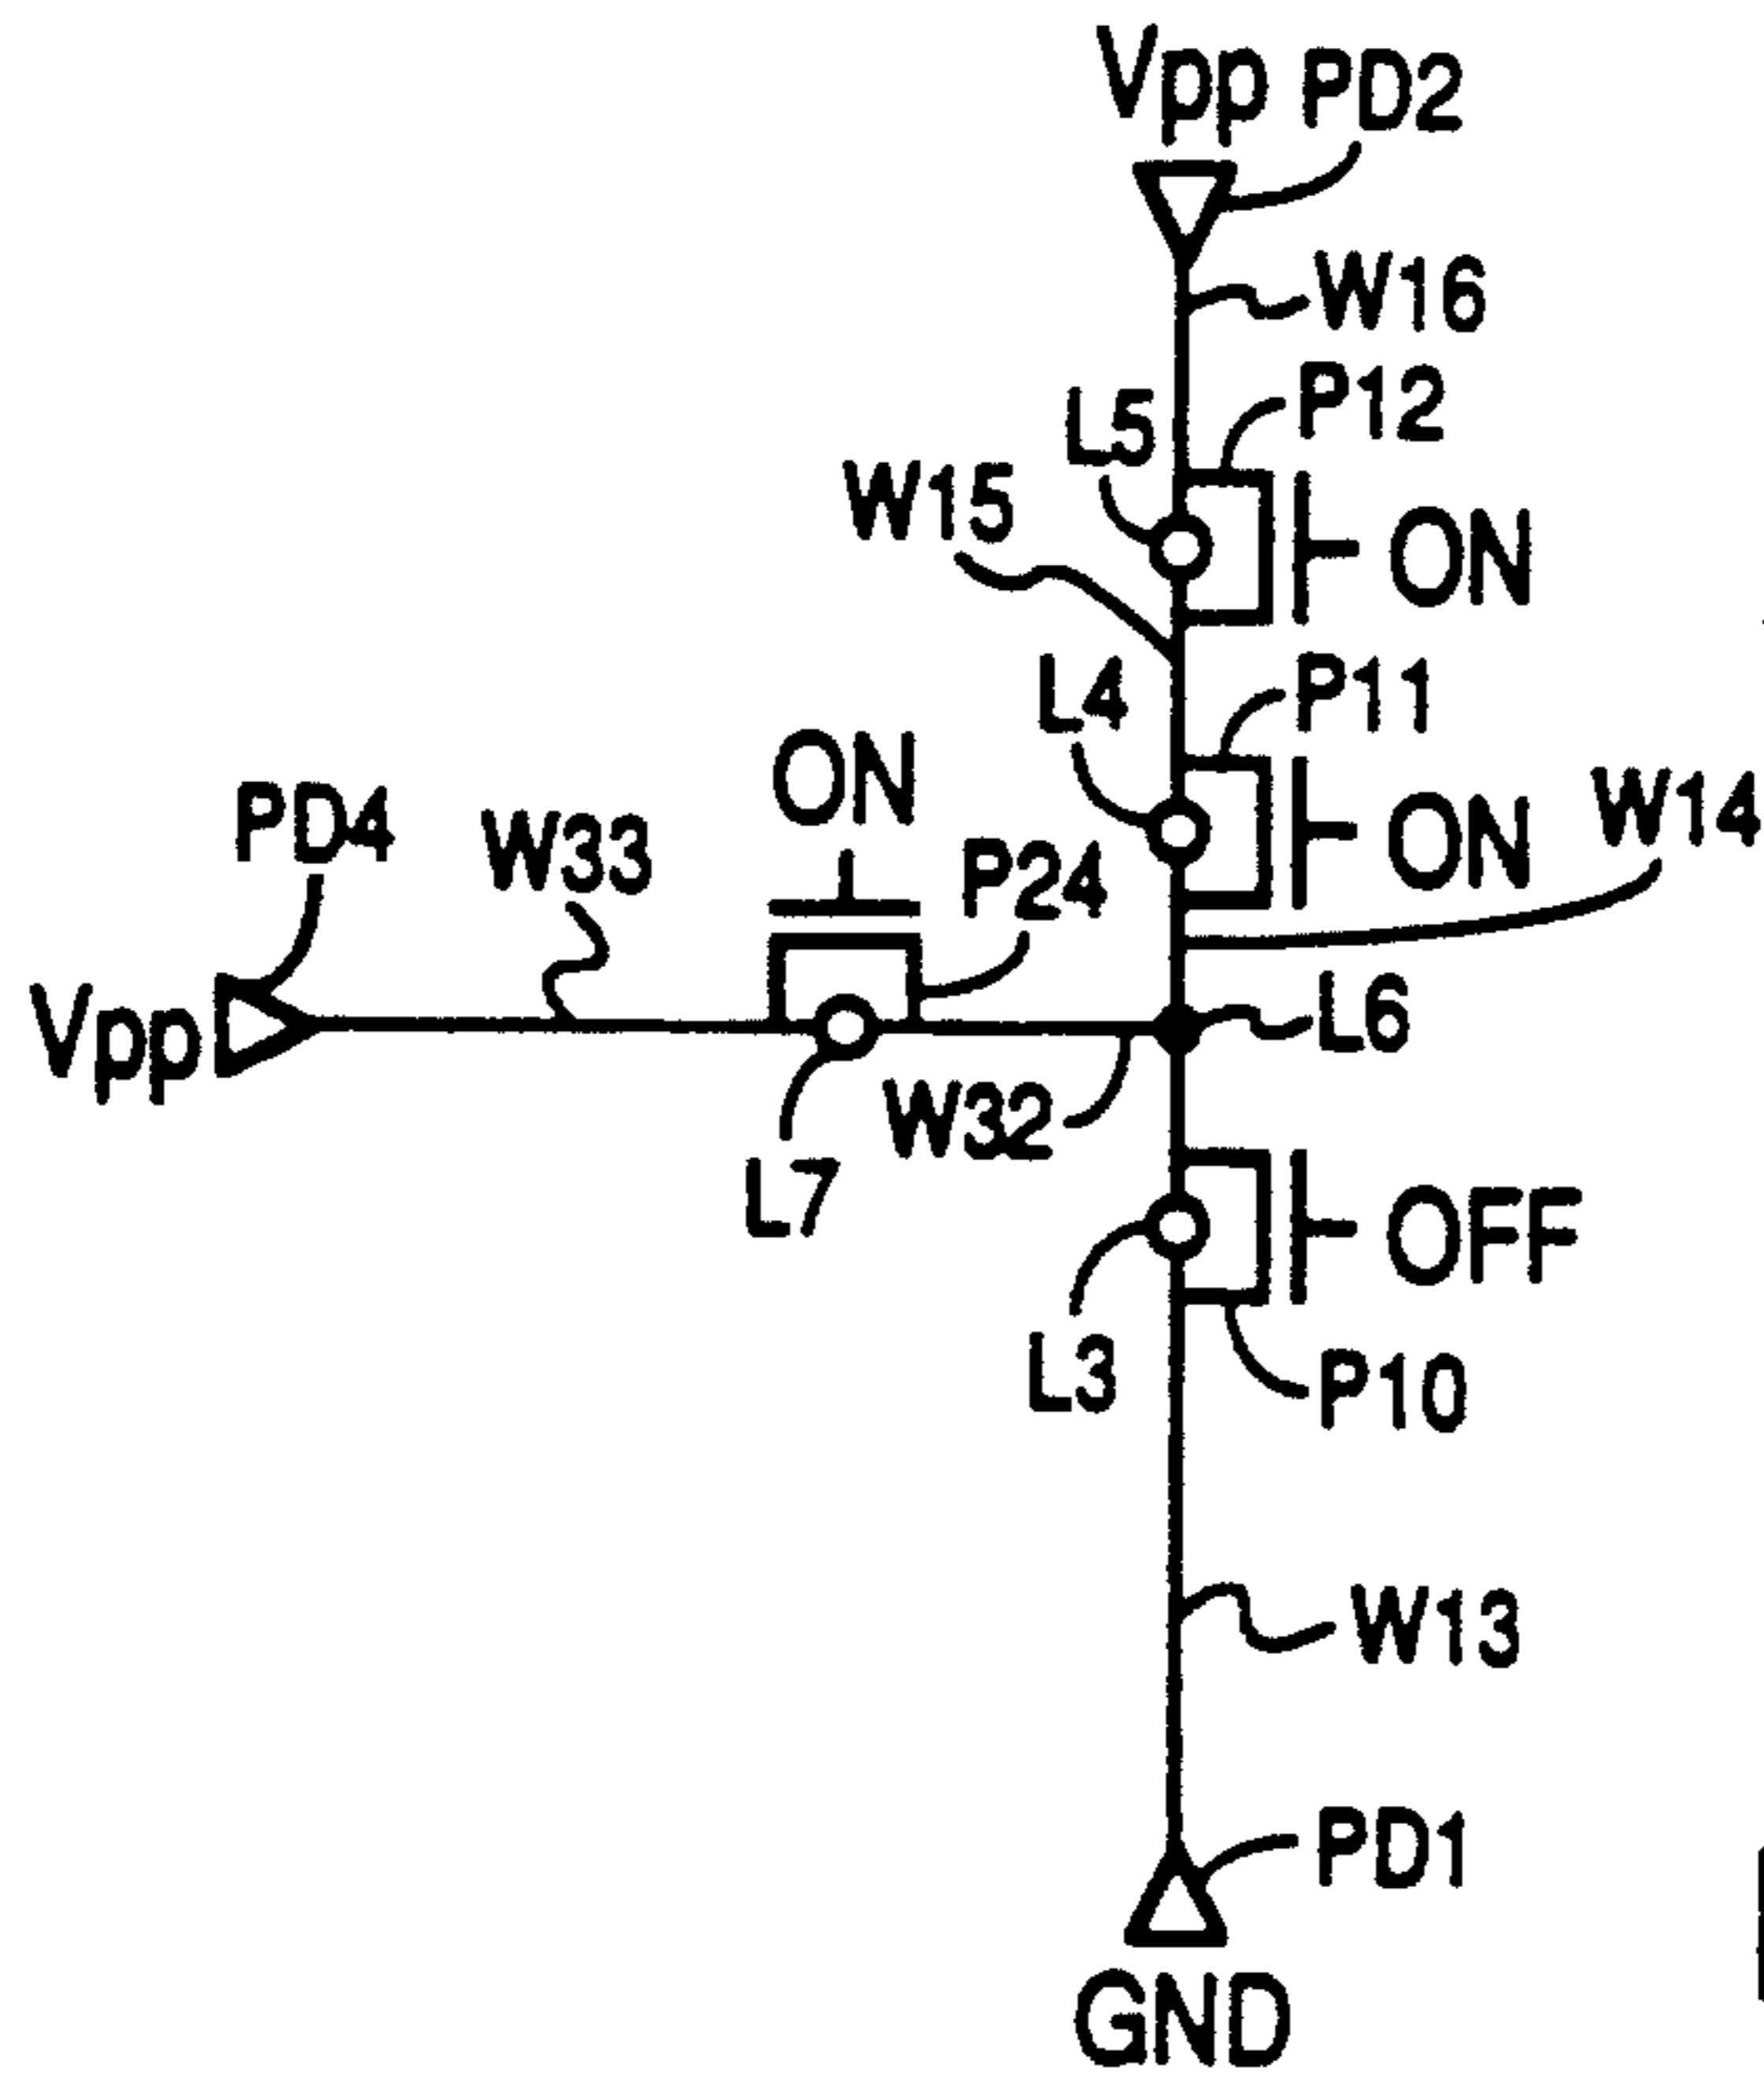 Vpp PD2
W16
P12
L5
W15
ON
P11
L4
ON
W14
ON
PD4
W33
P24
Vpp
L6
W32
L7
OFF
L3
P10
W13
PD1
GND